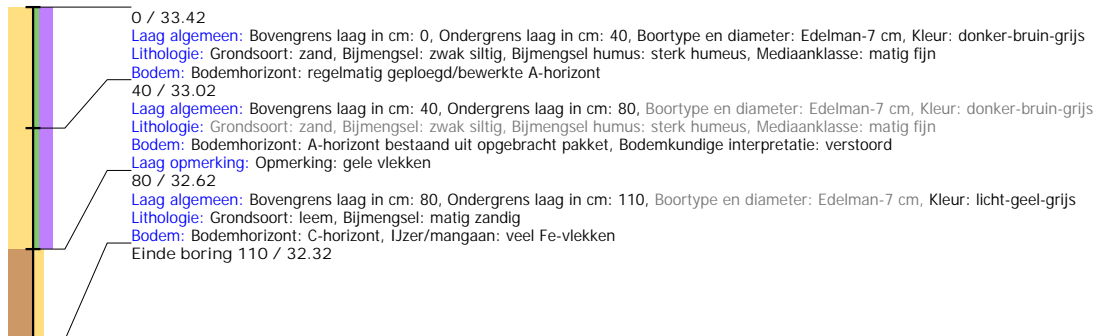 0 / 33.42
Laag algemeen: Bovengrens laag in cm: 0, Ondergrens laag in cm: 40, Boortype en diameter: Edelman-7 cm, Kleur: donker-bruin-grijs
Lithologie: Grondsoort: zand, Bijmengsel: zwak siltig, Bijmengsel humus: sterk humeus, Mediaanklasse: matig fijn
Bodem: Bodemhorizont: regelmatig geploegd/bewerkte A-horizont
40 / 33.02
Laag algemeen: Bovengrens laag in cm: 40, Ondergrens laag in cm: 80, Boortype en diameter: Edelman-7 cm, Kleur: donker-bruin-grijs
Lithologie: Grondsoort: zand, Bijmengsel: zwak siltig, Bijmengsel humus: sterk humeus, Mediaanklasse: matig fijn
Bodem: Bodemhorizont: A-horizont bestaand uit opgebracht pakket, Bodemkundige interpretatie: verstoord
Laag opmerking: Opmerking: gele vlekken
80 / 32.62
Laag algemeen: Bovengrens laag in cm: 80, Ondergrens laag in cm: 110, Boortype en diameter: Edelman-7 cm, Kleur: licht-geel-grijs
Lithologie: Grondsoort: leem, Bijmengsel: matig zandig
Bodem: Bodemhorizont: C-horizont, IJzer/mangaan: veel Fe-vlekken
Einde boring 110 / 32.32